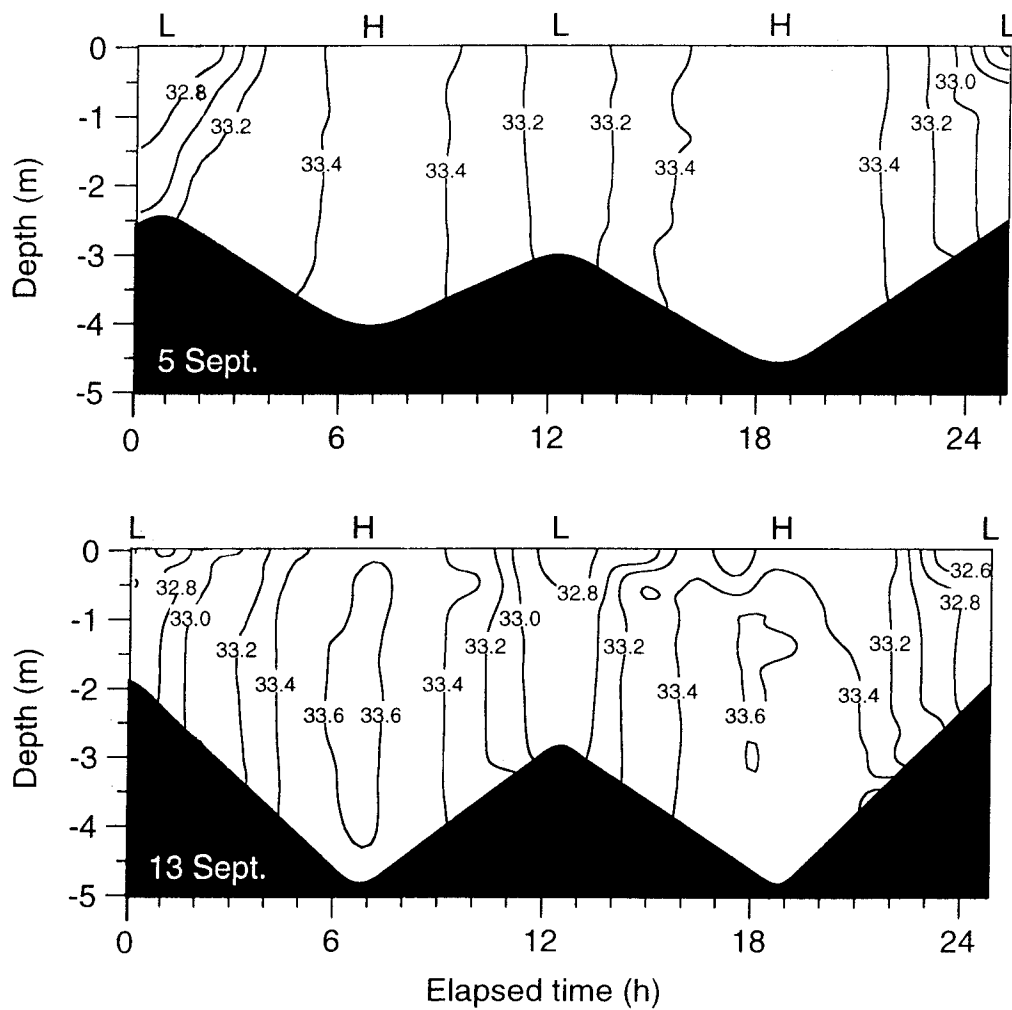 L H L H L
0
32.8 33.0
-1 33.2 33.2 33.2 33.2
33.4 33.4 33.4 33.4
-2
-3
-4
5 Sept.
-5
Depth (m)
0 6 12 18 24
L H L H L
0
32.8 32.8 32.6
32.8
-1 33.0 33.0
33.2 33.2 33.2 33.2
-2 33.4 33.4 33.4 33.4
33.6 33.6 33.6
-3
-4
13 Sept.
-5
Depth (m)
0 6 12 18 24
Elapsed time (h)